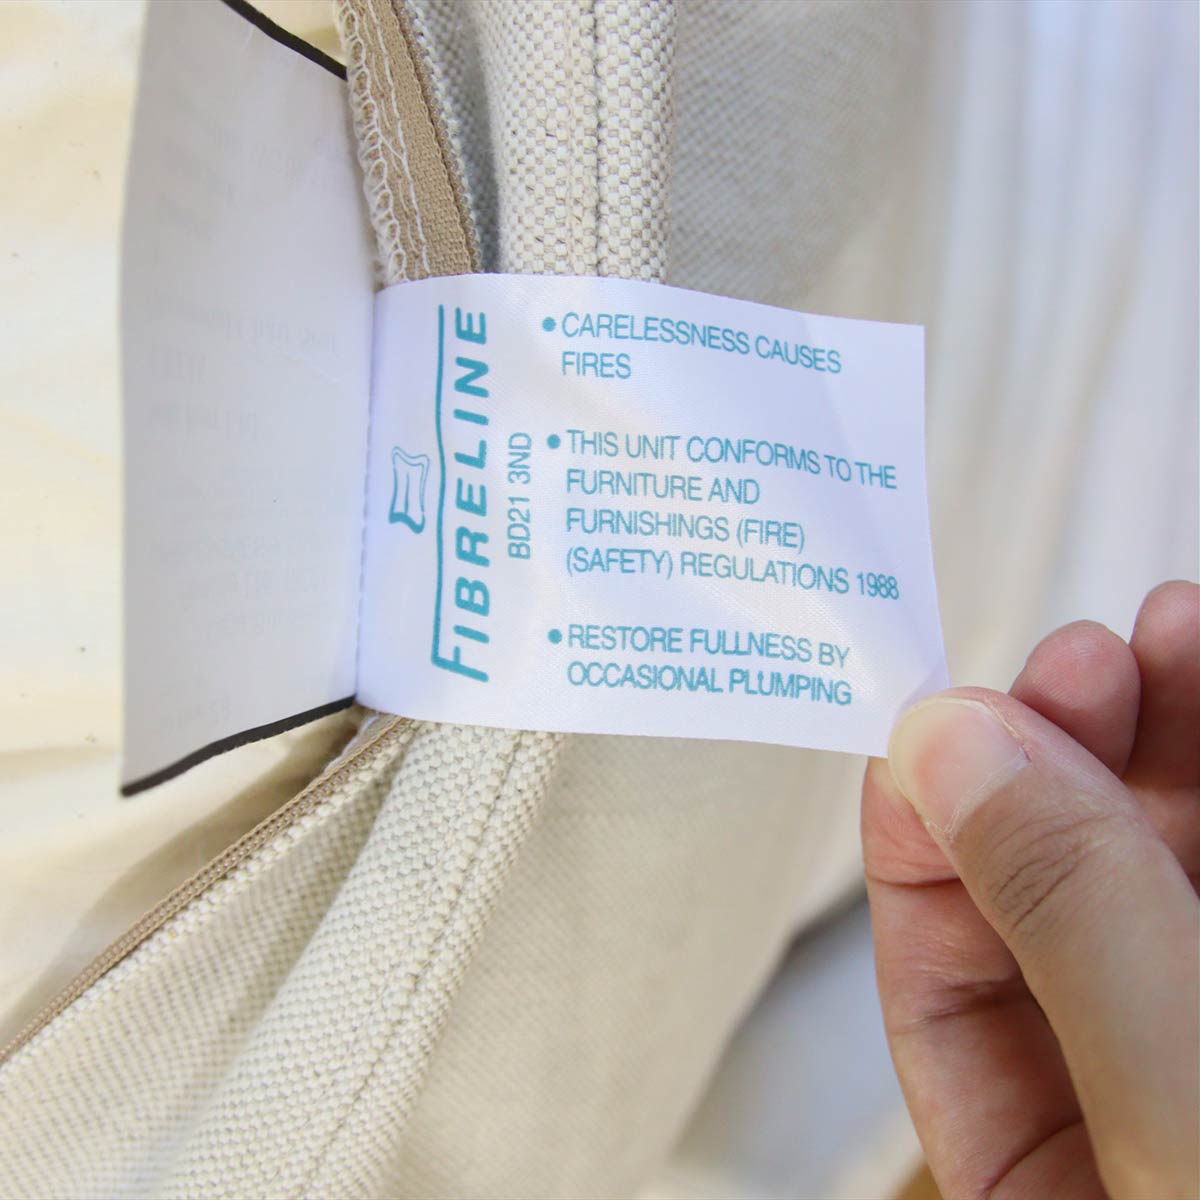 FIBRELINE
BD21 3ND
• CARELESSNESS CAUSES
FIRES
• THIS UNIT CONFORMS TO THE
FURNITURE AND
FURNISHINGS (FIRE)
(SAFETY) REGULATIONS 1988
• RESTORE FULLNESS BY
OCCASIONAL PLUMPING